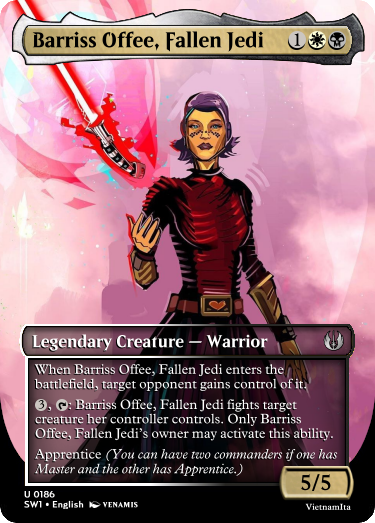 Barriss Offee, Fallen Jedi 1
Legendary Creature — Warrior
When Barriss Offee, Fallen Jedi enters the
battlefield, target opponent gains control of it.
3, : Barriss Offee, Fallen Jedi fights target
creature her controller controls. Only Barriss
Offee, Fallen Jedi's owner may activate this ability.
Apprentice (You can have two commanders if one has
Master and the other has Apprentice.)
5/5
U 0186
SW1 • English VENAMIS
VietnamIta